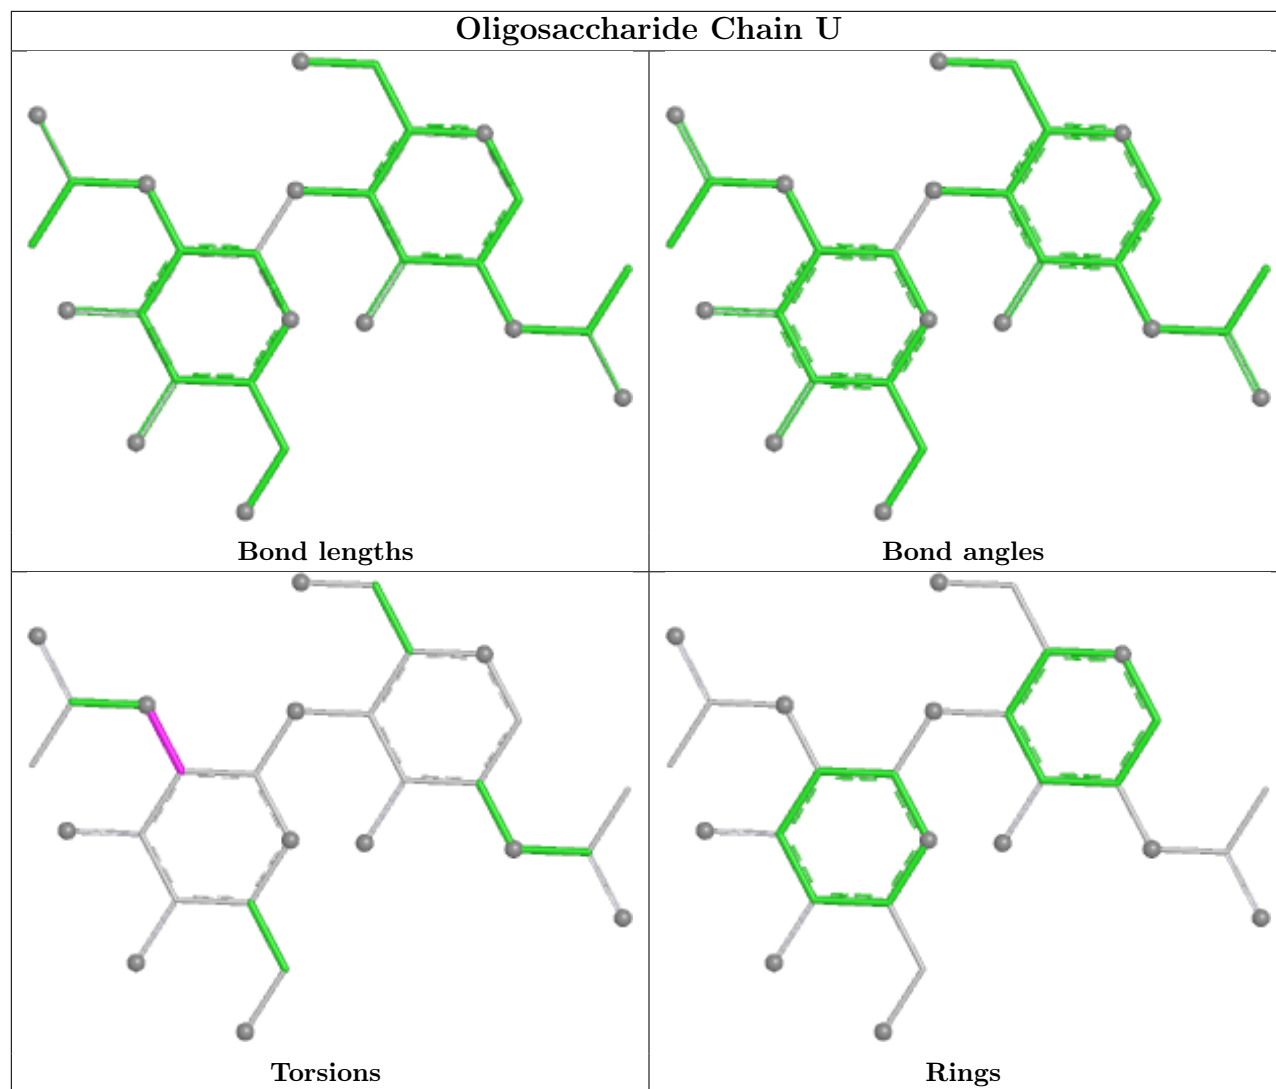 Oligosaccharide Chain U
Bond lengths
Bond angles
Torsions
Rings